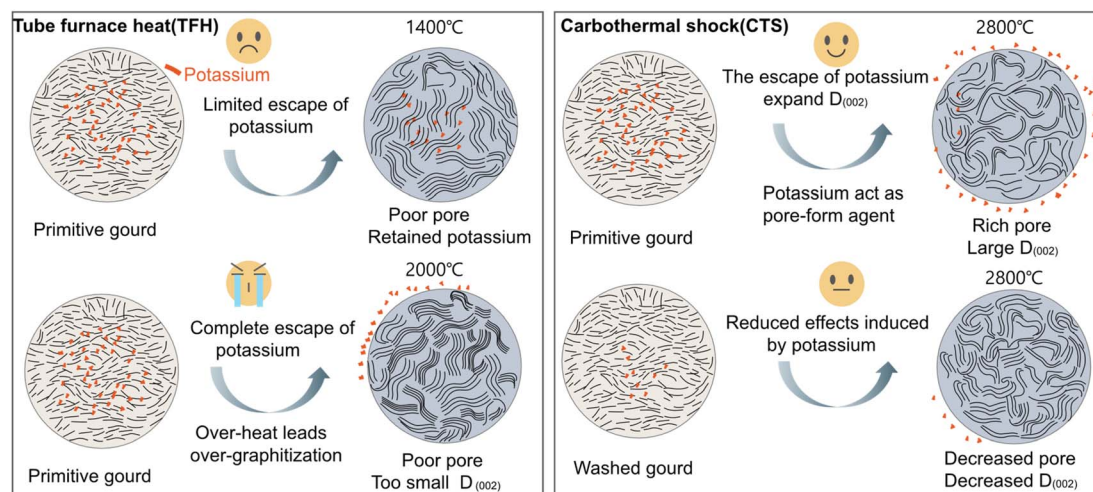 Tube furnace heat(TFH)
1400℃
Potassium
Limited escape of
potassium
Primitive gourd
Poor pore
Retained potassium
2000℃
Complete escape of
potassium
Over-heat leads
over-graphitization
Primitive gourd
Poor pore
Too small D(002)
Carbothermal shock(CTS)
2800℃
The escape of potassium
expand D(002)
Potassium act as
pore-form agent
Primitive gourd
Rich pore
Large D(002)
2800℃
Reduced effects induced
by potassium
Washed gourd
Decreased pore
Decreased D(002)